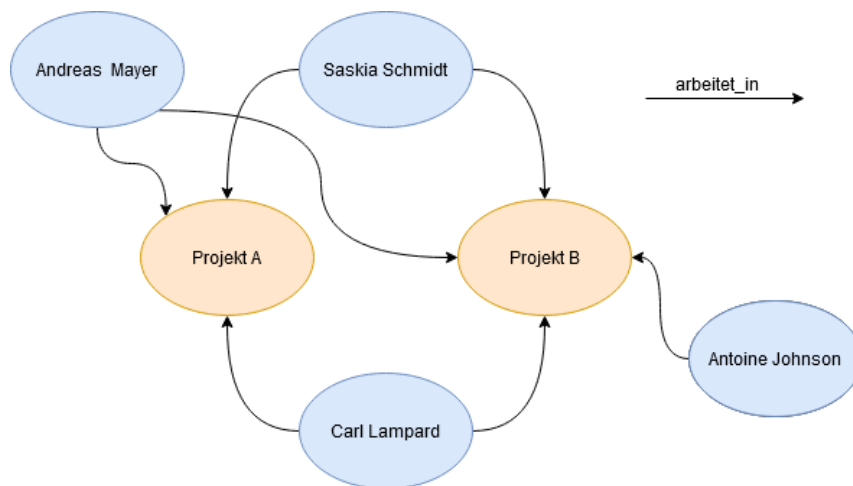 Andreas  Mayer
Saskia Schmidt
arbeitet_in
Projekt A
Projekt B
Antoine Johnson
Carl Lampard